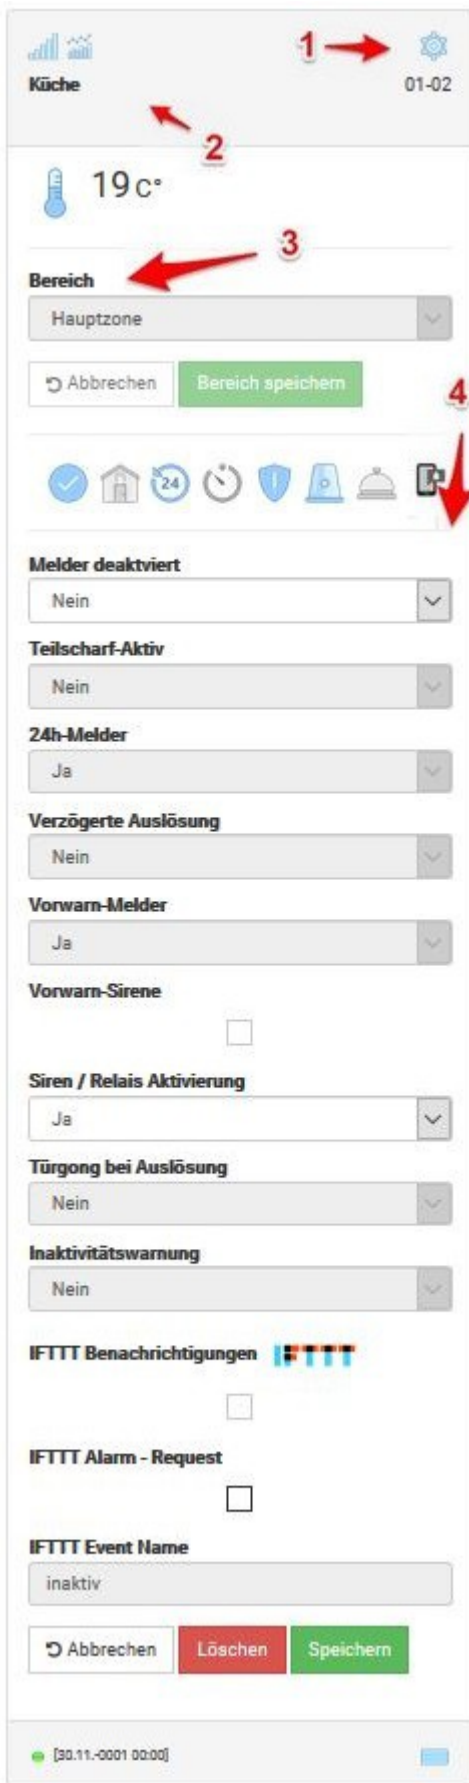 1
Küche
01-02
2
19 C°
3
Bereich
Hauptzone
Abbrechen
Bereich speichern
4
24
Melder deaktviert
Nein
Teilscharf-Aktiv
Nein
24h-Melder
Ja
Verzögerte Auslösung
Nein
Vorwarn-Melder
Ja
Vorwarn-Sirene
Siren / Relais Aktivierung
Ja
Türgong bei Auslösung
Nein
Inaktivitätswarnung
Nein
IFTTT Benachrichtigungen IFTTT
IFTTT Alarm - Request
IFTTT Event Name
inaktiv
Abbrechen
Löschen
Speichern
[30.11.-0001 00:00]